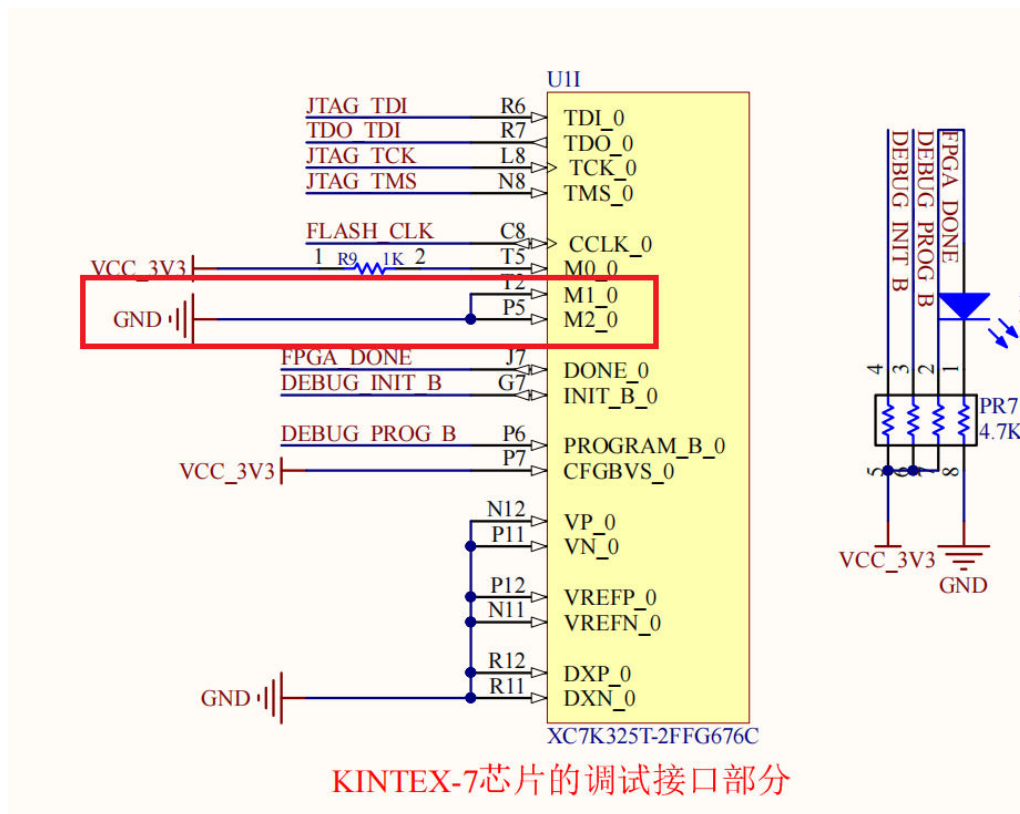 U1I
JTAG_TDI R6 TDI_0
TDO_TDI R7 TDO_0
JTAG_TCK L8 TCK_0
JTAG_TMS N8 TMS_0
FLASH_CLK C8 CCLK_0
VCC_3V3 1 R9 1K 2 T5 M0_0
T2 M1_0
GND P5 M2_0
FPGA_DONE J7 DONE_0
DEBUG_INIT_B G7 INIT_B_0
DEBUG_PROG_B P6 PROGRAM_B_0
VCC_3V3 P7 CFGBVS_0
N12 VP_0
P11 VN_0
P12 VREFP_0
N11 VREFN_0
R12 DXP_0
GND R11 DXN_0
XC7K325T-2FFG676C
DEBUG_INIT_B
DEBUG_PROG_B
FPGA_DONE
4 3 2 1
PR7
4.7K
5 6 7 8
VCC_3V3
GND
KINTEX-7芯片的调试接口部分